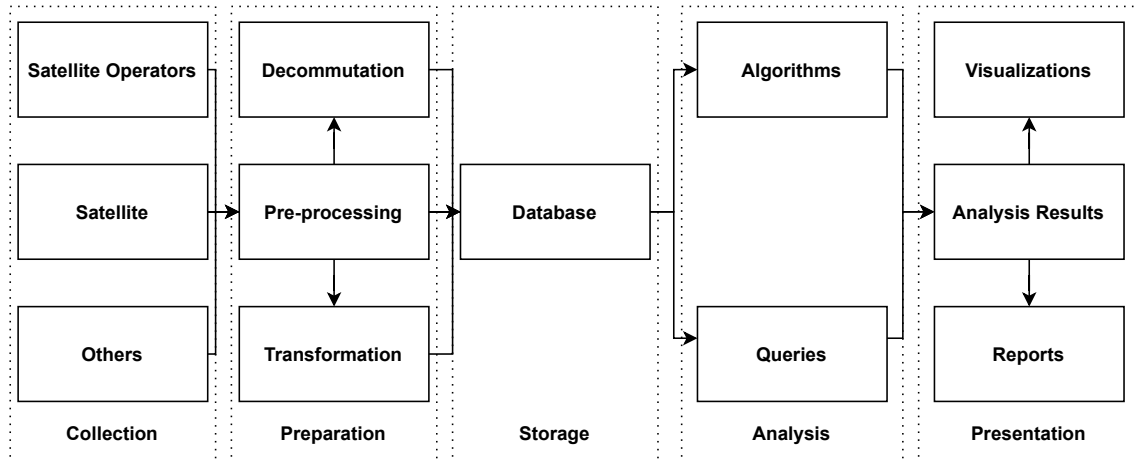 Satellite Operators
Decommutation
Algorithms
Visualizations
Satellite
Pre-processing
Database
Analysis Results
Others
Transformation
Queries
Reports
Collection
Preparation
Storage
Analysis
Presentation